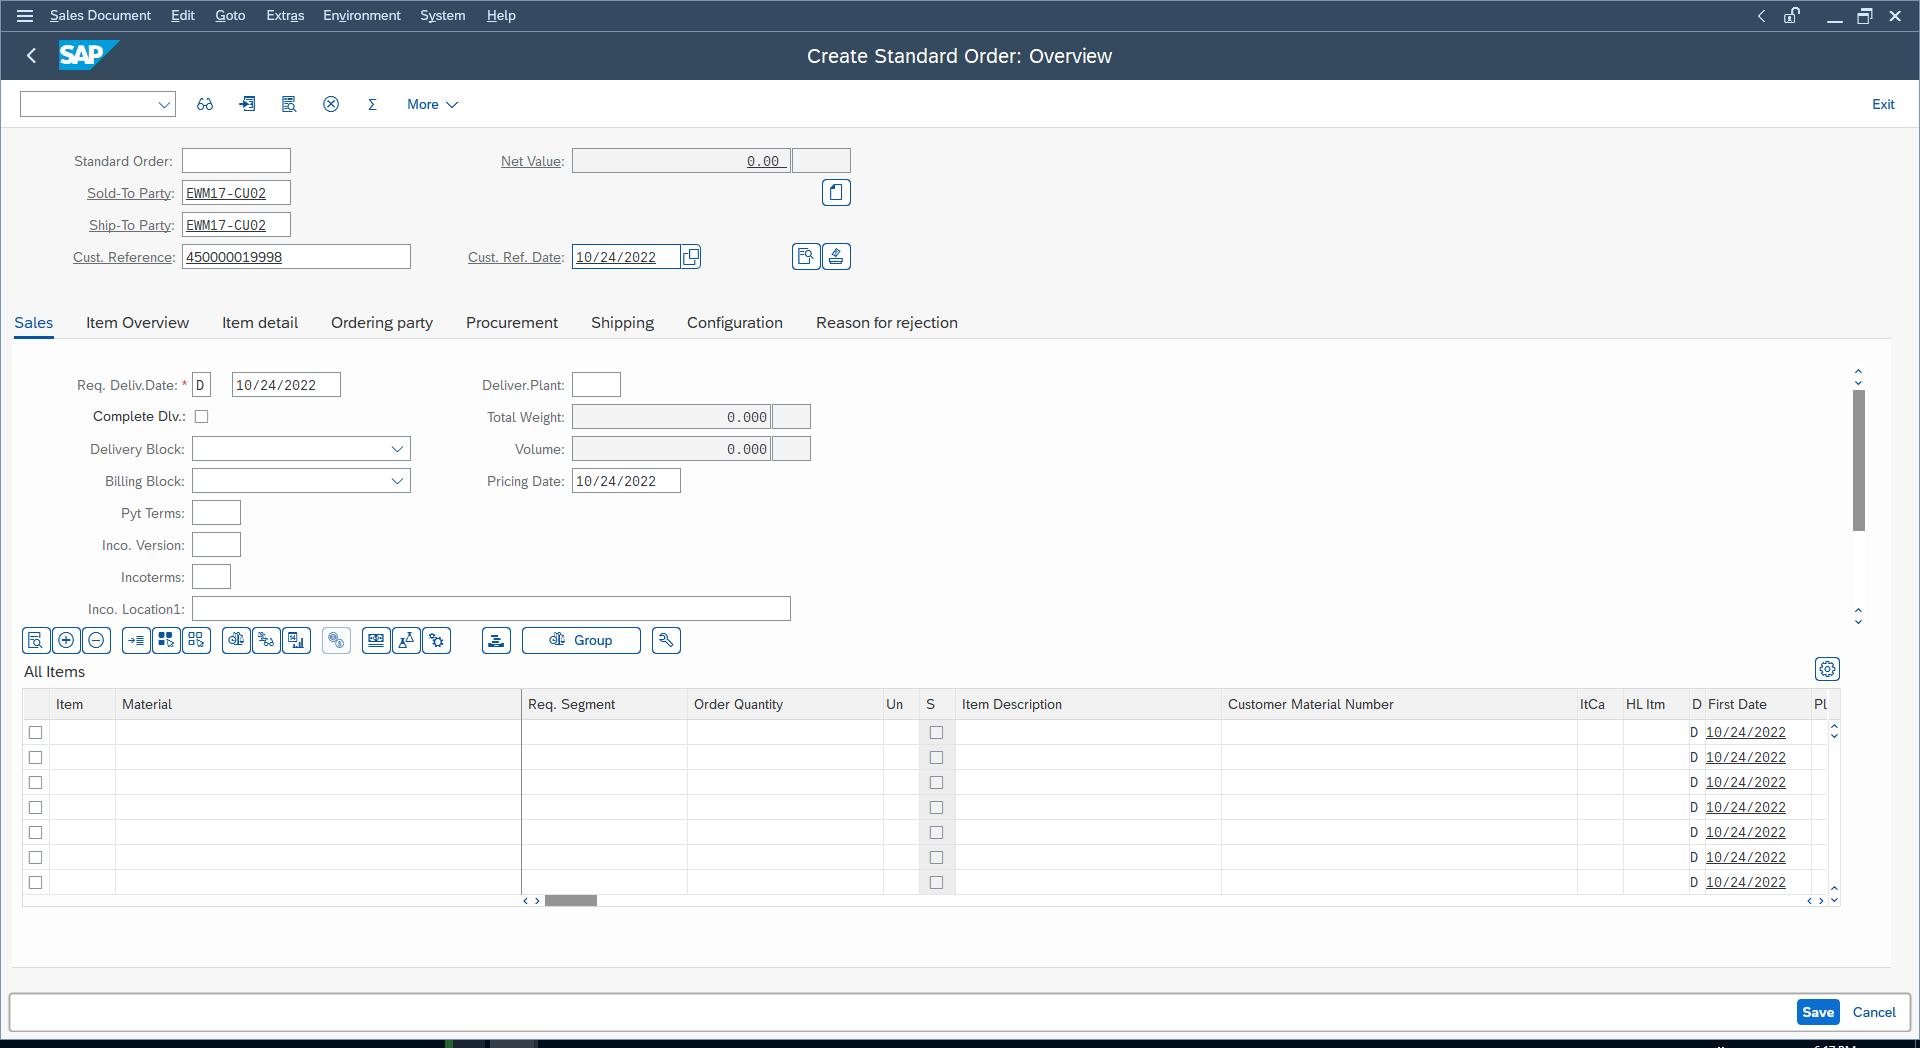 Sales Document Edit Goto Extras Environment System Help
SAP Create Standard Order: Overview
More Exit
Standard Order: Net Value: 0.00
Sold-To Party: EWM17-CU02
Ship-To Party: EWM17-CU02
Cust. Reference: 450000019998 Cust. Ref. Date: 10/24/2022
Sales Item Overview Item detail Ordering party Procurement Shipping Configuration Reason for rejection
Req. Deliv.Date: * D 10/24/2022 Deliver.Plant:
Complete Dlv.: Total Weight: 0.000
Delivery Block: Volume: 0.000
Billing Block: Pricing Date: 10/24/2022
Pyt Terms:
Inco. Version:
Incoterms:
Inco. Location1:
Group
All Items
Item Material Req. Segment Order Quantity Un S Item Description Customer Material Number ItCa HL Itm D First Date Pl
D 10/24/2022
D 10/24/2022
D 10/24/2022
D 10/24/2022
D 10/24/2022
D 10/24/2022
D 10/24/2022
Save Cancel